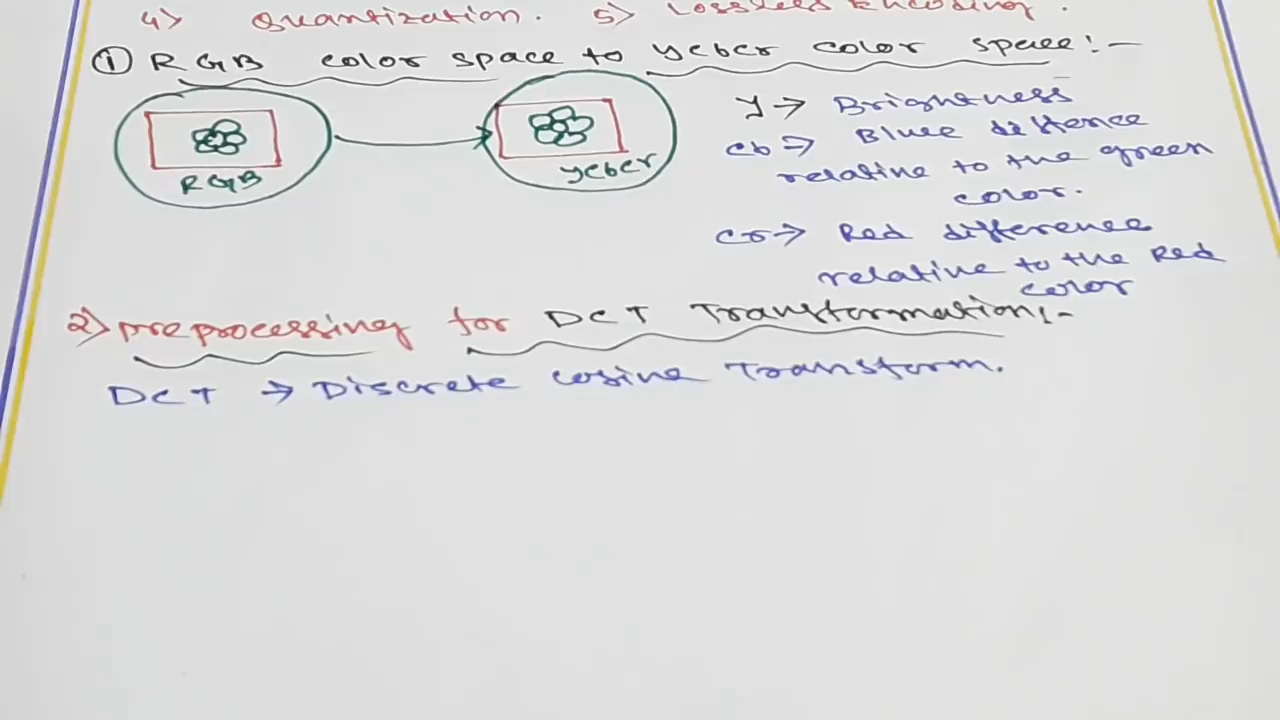 4> Quantization. 5> Lossless Encoding.
① RGB color space to ycbcr color space:-
RGB
ycbcr
y → Brightness
cb → Blue diffence
relative to the green
color.
cr → Red difference
relative to the Red
color
2> preprocessing for DCT Transformation:-
DCT → Discrete cosine Transform.